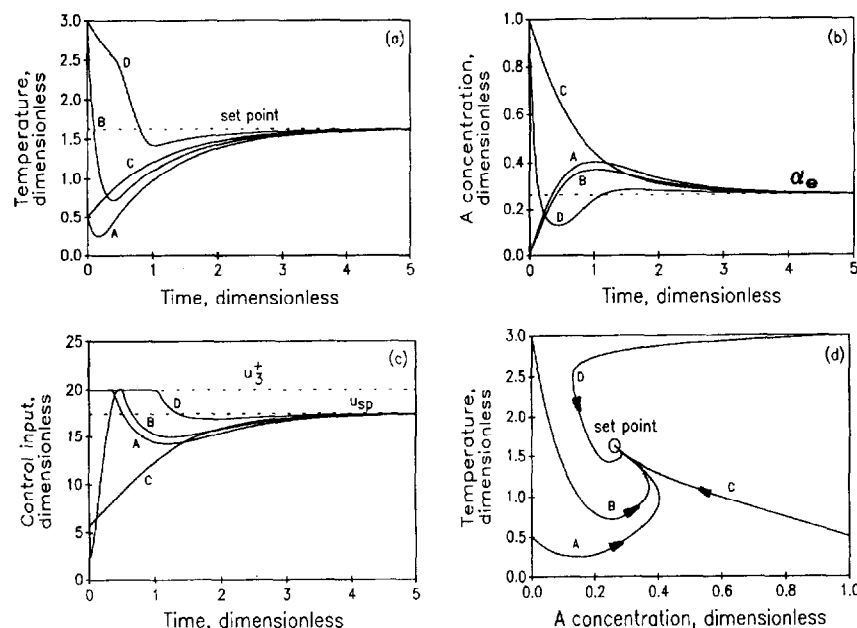 (a)
Temperature,
dimensionless
3.0
2.5
2.0
1.5
1.0
0.5
0.0
D
B
set point
C
A
0 1 2 3 4 5
Time, dimensionless
(b)
A concentration,
dimensionless
1.0
0.8
0.6
0.4
0.2
0.0
C
A
B
D
αe
0 1 2 3 4 5
Time, dimensionless
(c)
Control input,
dimensionless
25
20
15
10
5
0
u3+
D
usp
B
A
C
0 1 2 3 4 5
Time, dimensionless
(d)
Temperature,
dimensionless
3.0
2.5
2.0
1.5
1.0
0.5
0.0
D
set point
C
B
A
0.0 0.2 0.4 0.6 0.8 1.0
A concentration, dimensionless